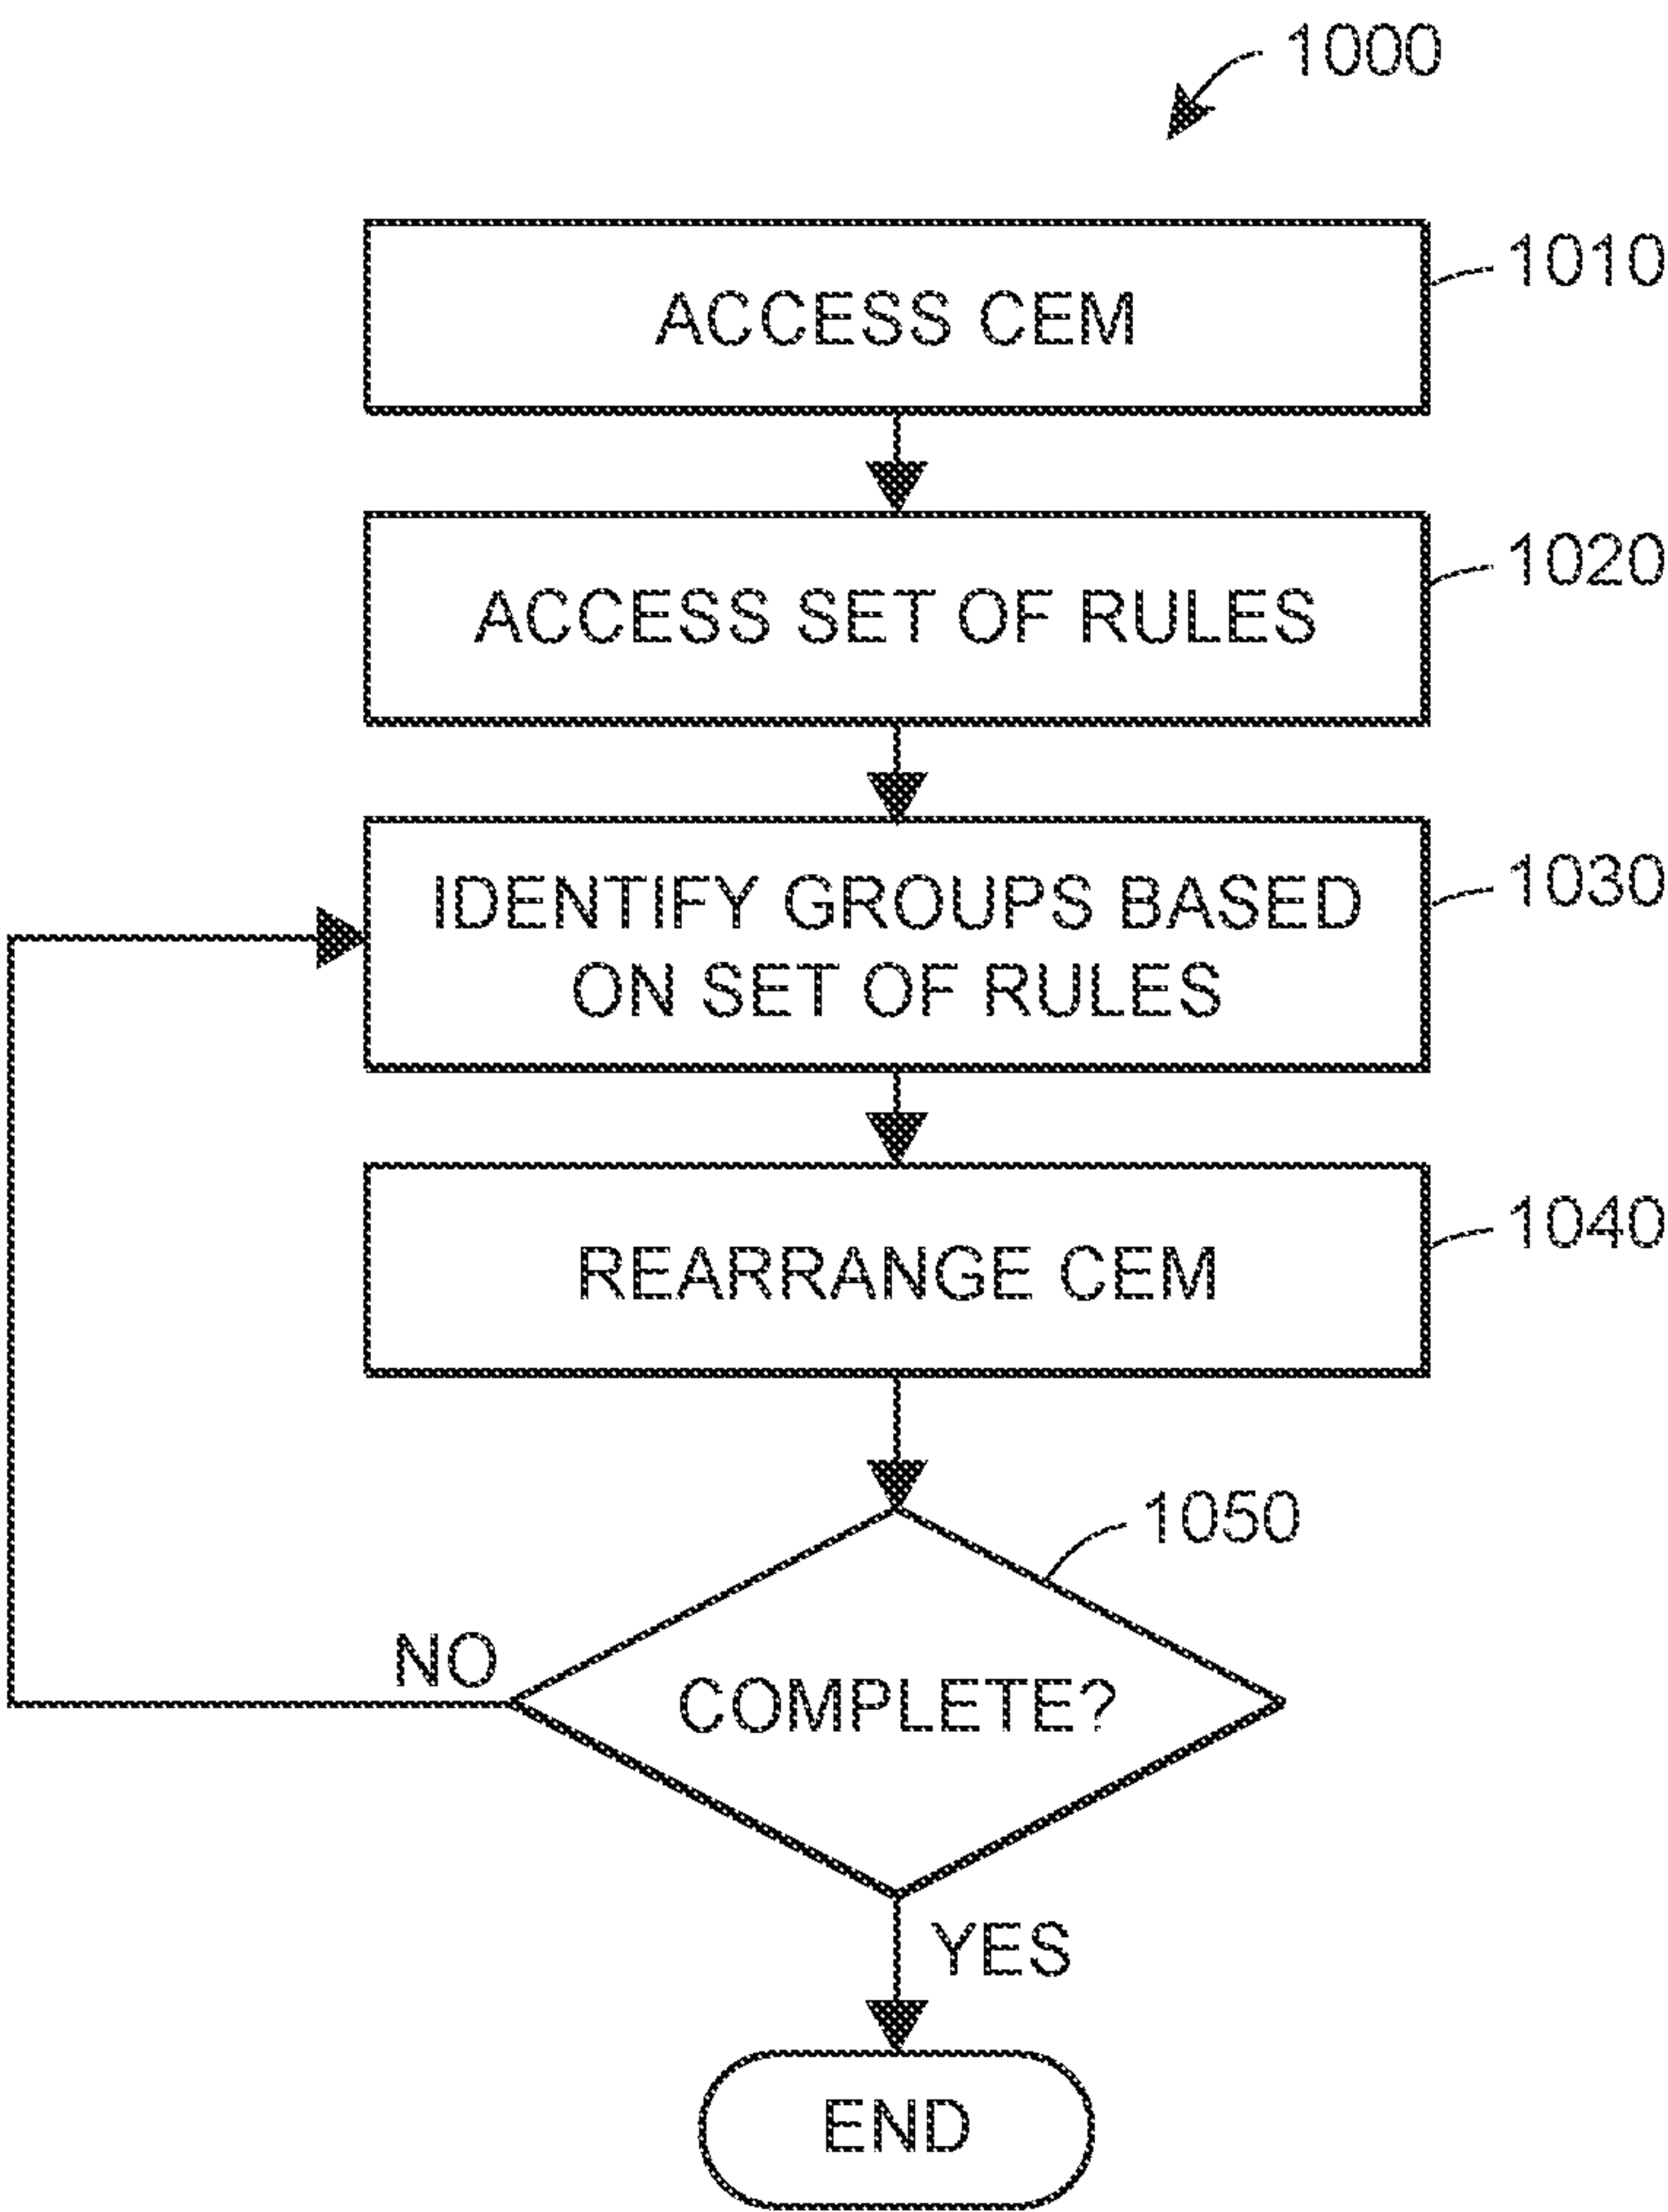 1000
ACCESS CEM
1010
ACCESS SET OF RULES
1020
IDENTIFY GROUPS BASED
ON SET OF RULES
1030
REARRANGE CEM
1040
1050
COMPLETE?
NO
YES
END